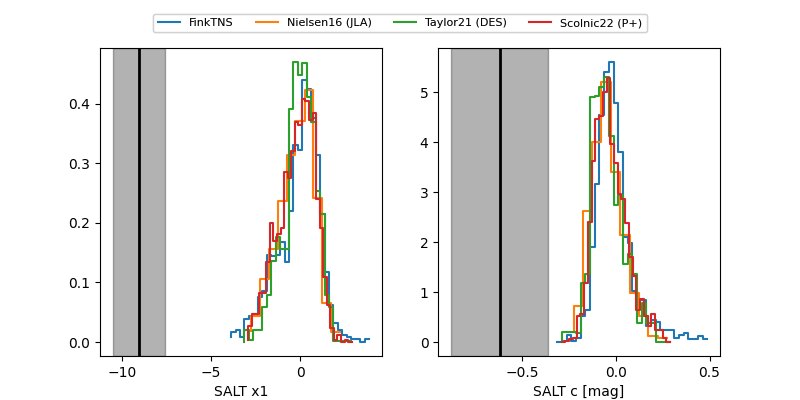 FinkTNS Nielsen16 (JLA) Taylor21 (DES) Scolnic22 (P+)
0.4
0.3
0.2
0.1
0.0
−10 −5 0
SALT x1
5
4
3
2
1
0
−0.5 0.0 0.5
SALT c [mag]